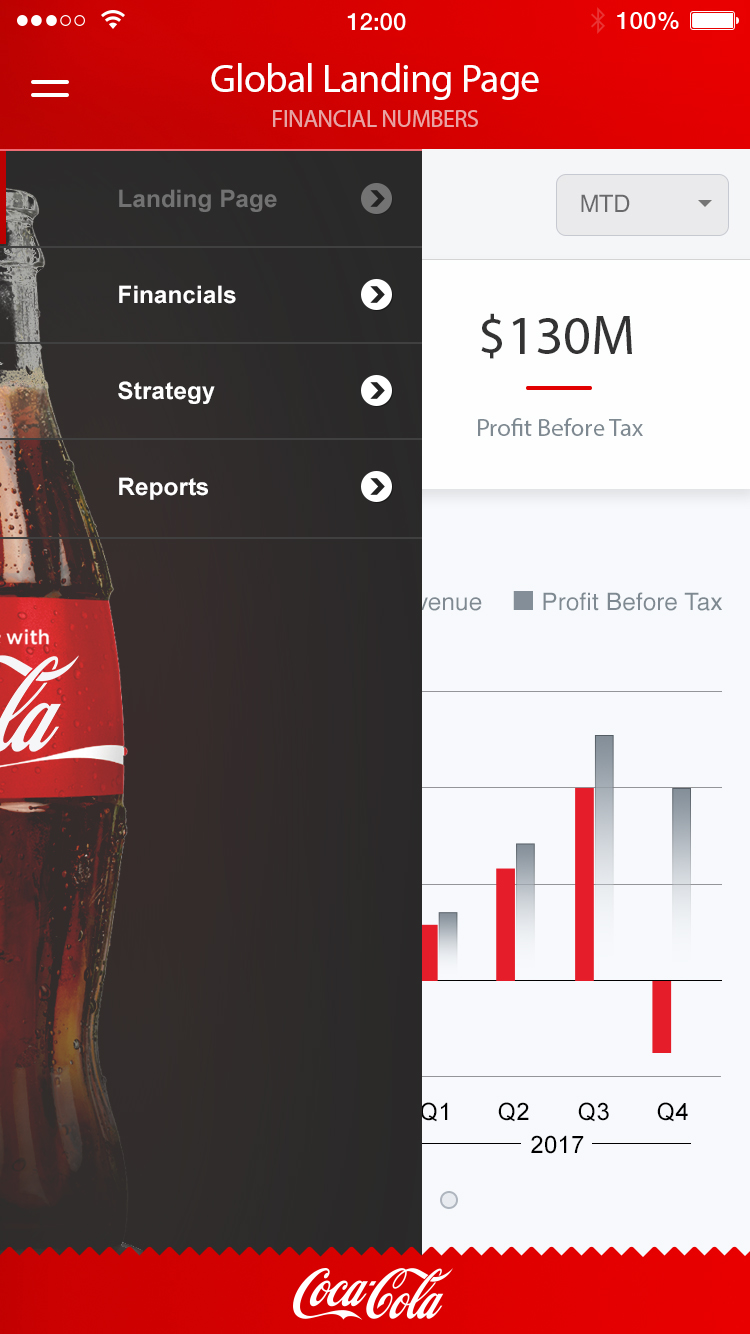 12:00
100%
Global Landing Page
FINANCIAL NUMBERS
Landing Page
MTD
Financials
Strategy
Reports
$130M
Profit Before Tax
venue
Profit Before Tax
with
la
Q1 Q2 Q3 Q4
2017
Coca-Cola